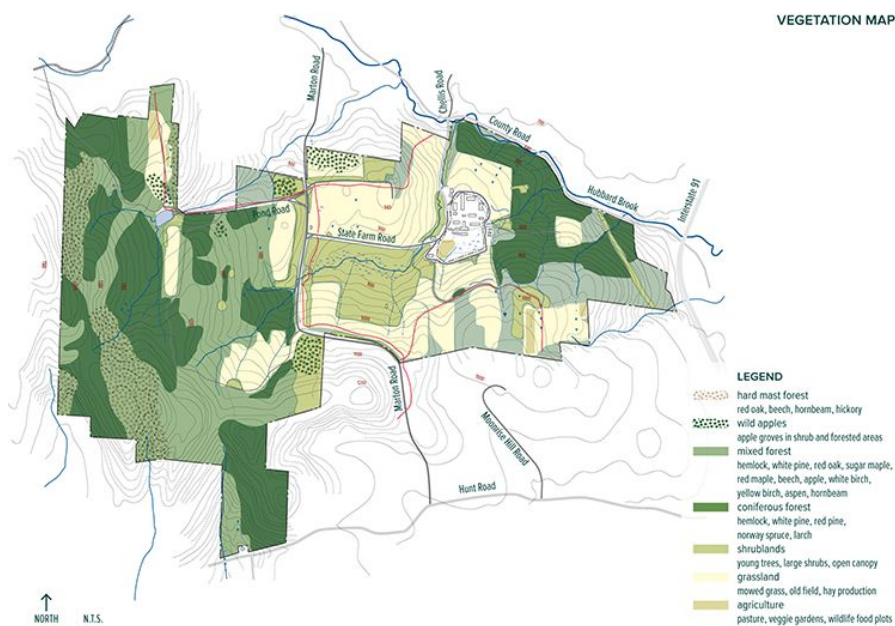 VEGETATION MAP
Marton Road
Chellis Road
County Road
Hubbard Brook
Interstate 91
Pond Road
State Farm Road
Marton Road
Moonrise Hill Road
Hunt Road
NORTH N.T.S.
LEGEND
hard mast forest
red oak, beech, hornbeam, hickory
wild apples
apple groves in shrub and forested areas
mixed forest
hemlock, white pine, red oak, sugar maple,
red maple, beech, apple, white birch,
yellow birch, aspen, hornbeam
coniferous forest
hemlock, white pine, red pine,
norway spruce, larch
shrublands
young trees, large shrubs, open canopy
grassland
mowed grass, old field, hay production
agriculture
pasture, veggie gardens, wildlife food plots